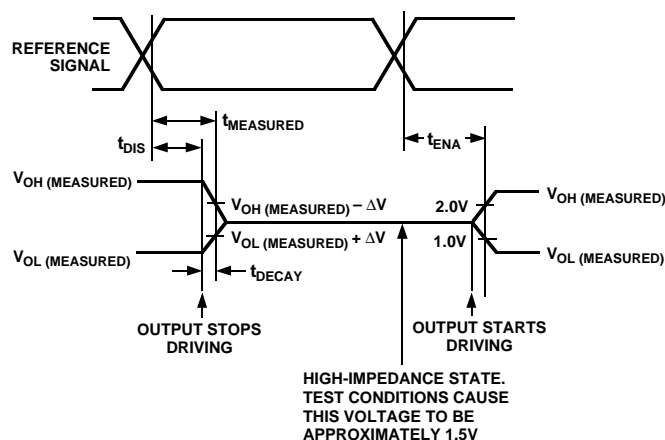 REFERENCE
SIGNAL
tMEASURED
tDIS
tENA
VOH (MEASURED)
VOH (MEASURED) – ΔV
2.0V
VOH (MEASURED)
VOL (MEASURED)
VOL (MEASURED) + ΔV
1.0V
VOL (MEASURED)
tDECAY
OUTPUT STOPS
DRIVING
OUTPUT STARTS
DRIVING
HIGH-IMPEDANCE STATE.
TEST CONDITIONS CAUSE
THIS VOLTAGE TO BE
APPROXIMATELY 1.5V